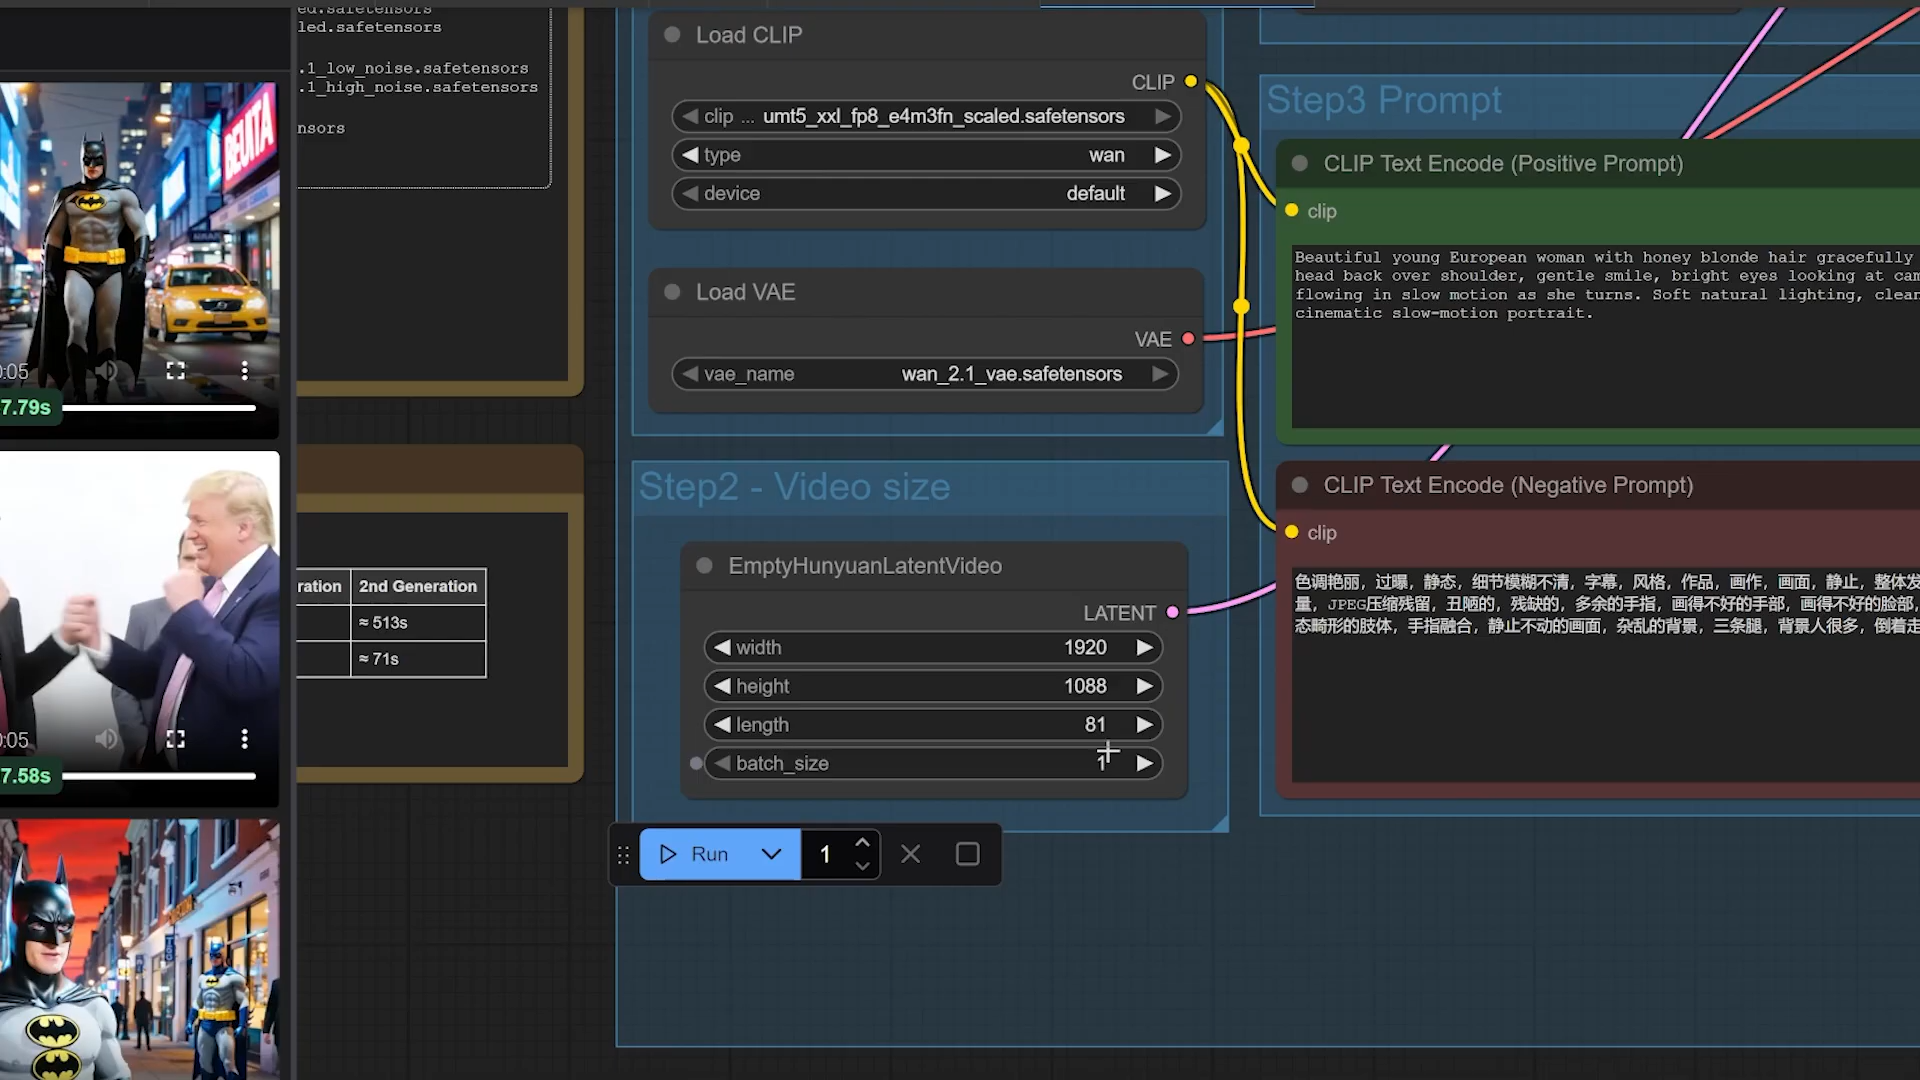 ed.safetensors
led.safetensors
.1_low_noise.safetensors
.1_high_noise.safetensors
nsors
BEUITA
0:05
7.79s
0:05
7.58s
ration
2nd Generation
≈ 513s
≈ 71s
Load CLIP
CLIP
clip ... umt5_xxl_fp8_e4m3fn_scaled.safetensors
type wan
device default
Load VAE
VAE
vae_name wan_2.1_vae.safetensors
Step2 - Video size
EmptyHunyuanLatentVideo
LATENT
width 1920
height 1088
length 81
batch_size 1
Run 1
Step3 Prompt
CLIP Text Encode (Positive Prompt)
clip
Beautiful young European woman with honey blonde hair gracefully
head back over shoulder, gentle smile, bright eyes looking at cam
flowing in slow motion as she turns. Soft natural lighting, clean
cinematic slow-motion portrait.
CLIP Text Encode (Negative Prompt)
clip
色调艳丽，过曝，静态，细节模糊不清，字幕，风格，作品，画作，画面，静止，整体发
量，JPEG压缩残留，丑陋的，残缺的，多余的手指，画得不好的手部，画得不好的脸部，
态畸形的肢体，手指融合，静止不动的画面，杂乱的背景，三条腿，背景人很多，倒着走